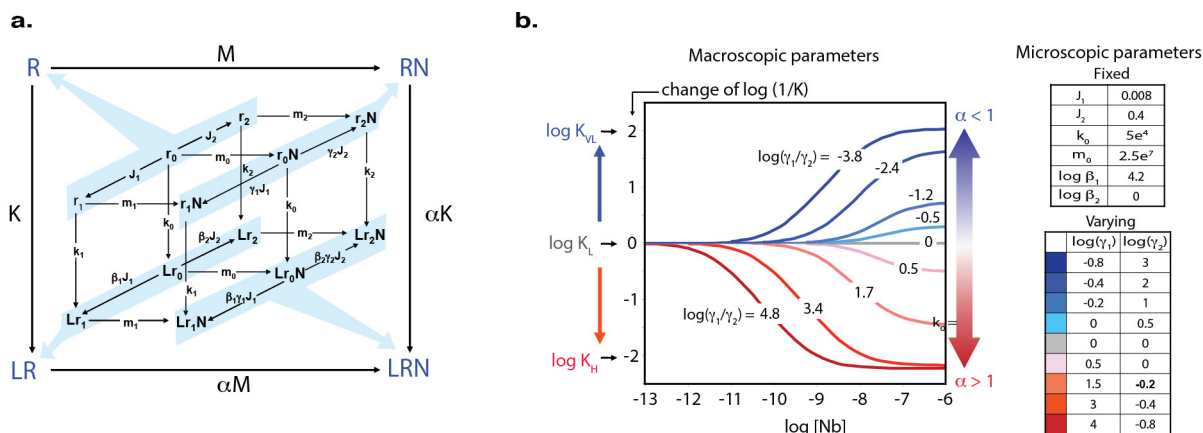 a.
M
R
RN
r₂
m₂
r₂N
J₂
r₀
m₀
r₀N
γ₂J₂
k₂
k₂
J₁
γ₁J₁
r₁
m₁
r₁N
k₀
k₀
K
αK
k₁
β₂J₂
Lr₂
m₂
Lr₂N
Lr₀
m₀
Lr₀N
β₂γ₂J₂
β₁J₁
k₁
β₁γ₁J₁
Lr₁
m₁
Lr₁N
LR
LRN
αM
b.
Macroscopic parameters
change of log (1/K)
log K_VL
log K_L
log K_H
2
1
0
-1
-2
log(γ₁/γ₂) = -3.8
-2.4
-1.2
-0.5
0
0.5
1.7
k₀ =
3.4
log(γ₁/γ₂) = 4.8
α < 1
α > 1
-13 -12 -11 -10 -9 -8 -7 -6
log [Nb]
Microscopic parameters
Fixed
J₁ 0.008
J₂ 0.4
k₀ 5e⁴
m₀ 2.5e⁷
log β₁ 4.2
log β₂ 0
Varying
log(γ₁) log(γ₂)
-0.8 3
-0.4 2
-0.2 1
0 0.5
0 0
0.5 0
1.5 -0.2
3 -0.4
4 -0.8